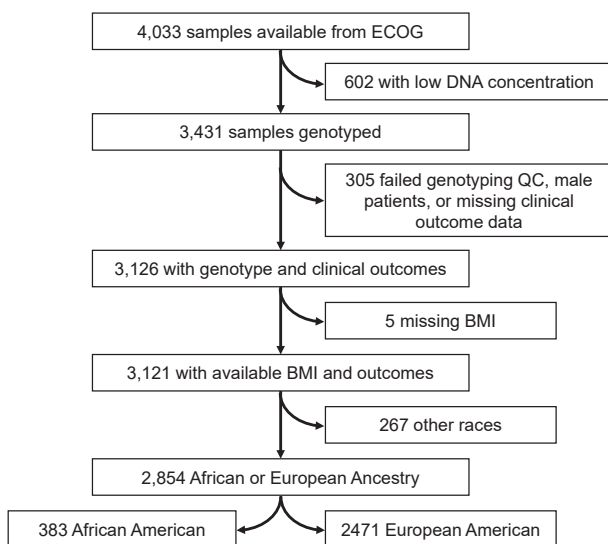 4,033 samples available from ECOG
602 with low DNA concentration
3,431 samples genotyped
305 failed genotyping QC, male
patients, or missing clinical
outcome data
3,126 with genotype and clinical outcomes
5 missing BMI
3,121 with available BMI and outcomes
267 other races
2,854 African or European Ancestry
383 African American
2471 European American